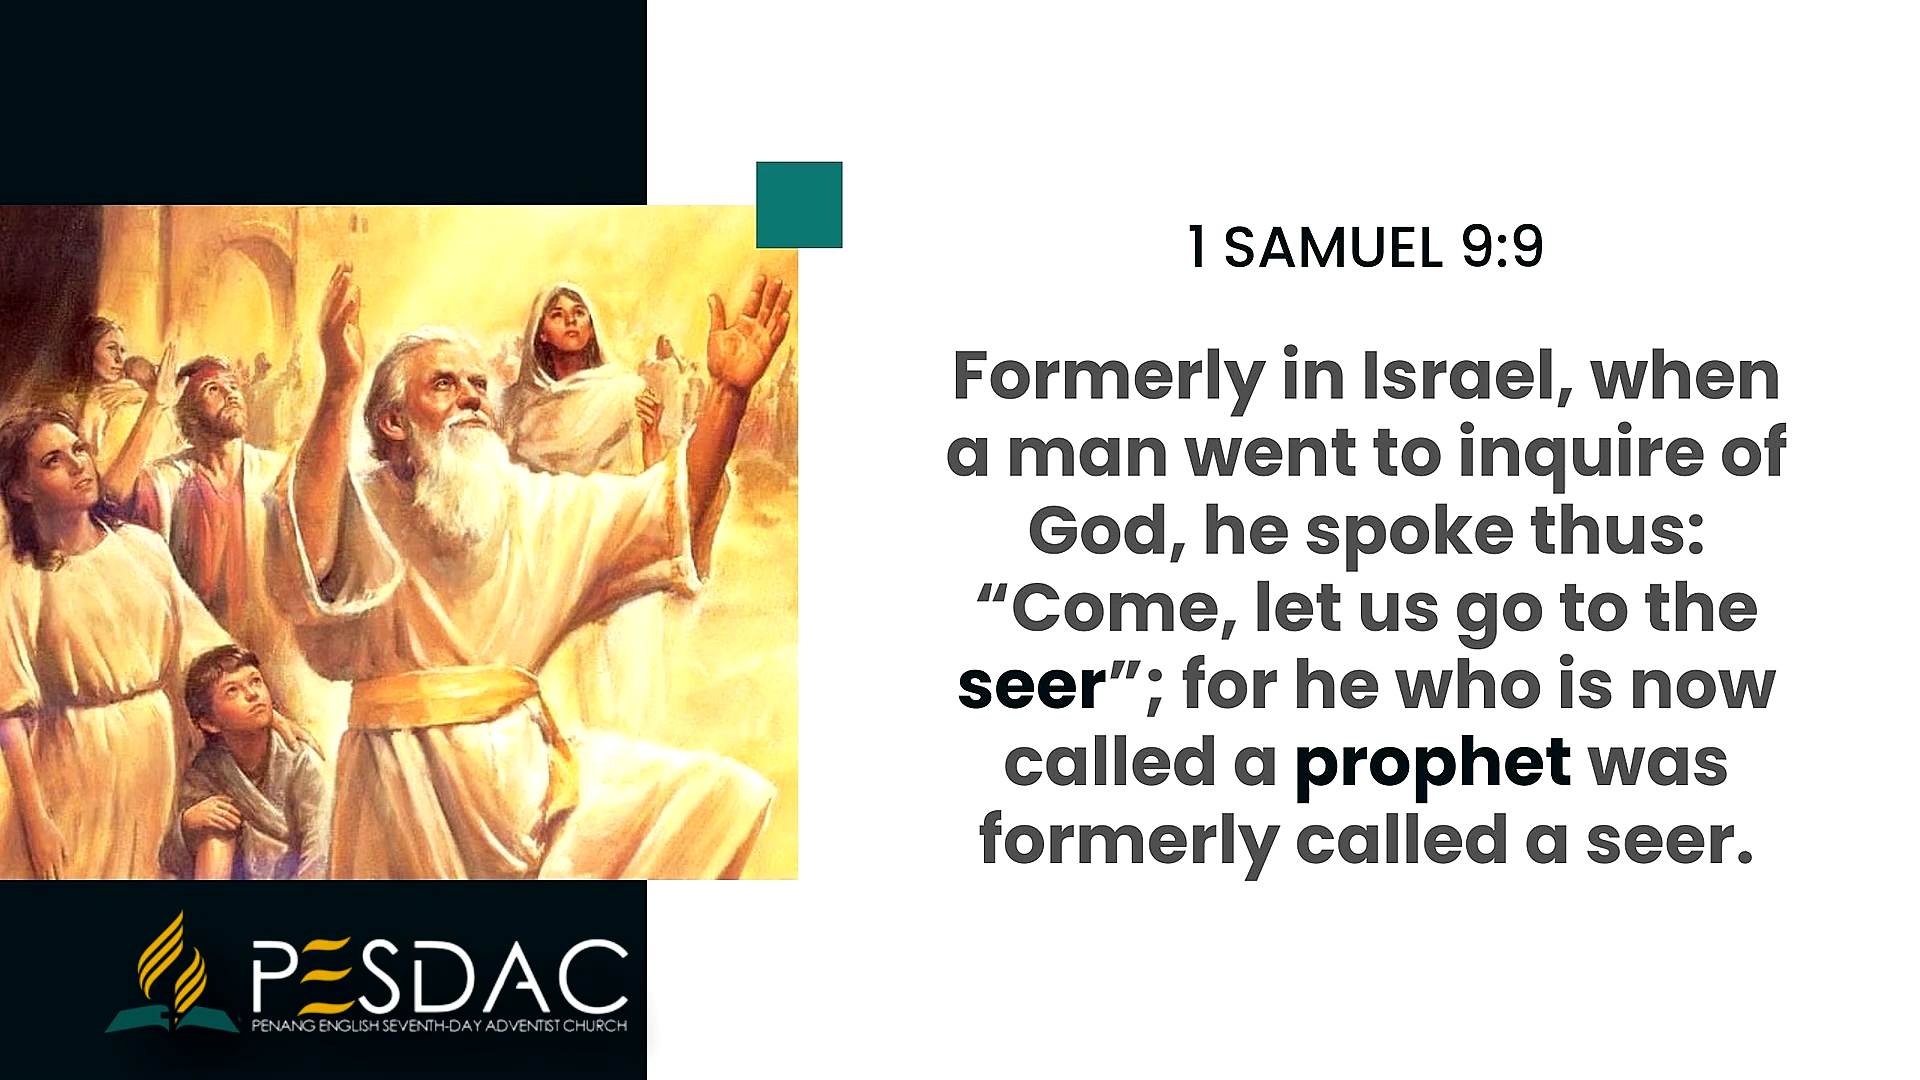 1 SAMUEL 9:9
Formerly in Israel, when
a man went to inquire of
God, he spoke thus:
“Come, let us go to the
seer”; for he who is now
called a prophet was
formerly called a seer.
PESDAC
PENANG ENGLISH SEVENTH-DAY ADVENTIST CHURCH